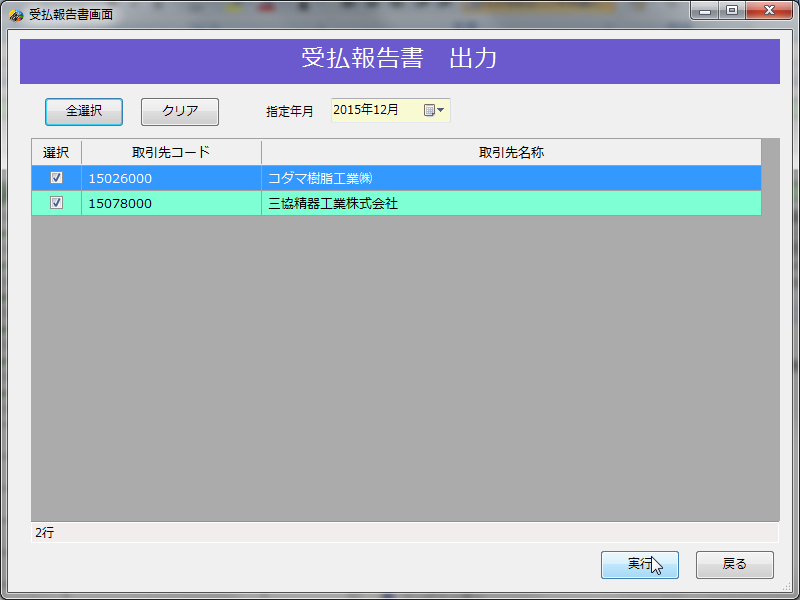 受払報告書画面
受払報告書　出力
全選択 クリア 指定年月 2015年12月
選択 取引先コード 取引先名称
15026000 コダマ樹脂工業㈱
15078000 三協精器工業株式会社
2行
実行 戻る